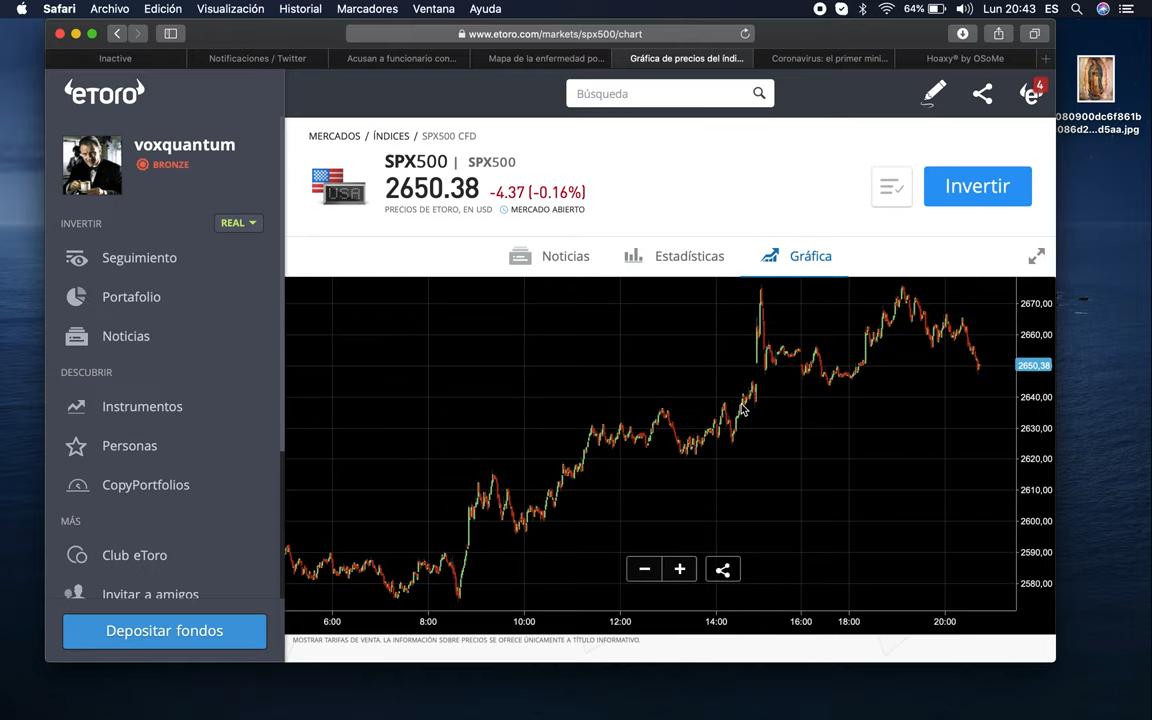 Safari Archivo Edición Visualización Historial Marcadores Ventana Ayuda 64% Lun 20:43 ES
www.etoro.com/markets/spx500/chart
Inactive Notificaciones / Twitter Acusan a funcionario con... Mapa de la enfermedad po... Gráfica de precios del índi... Coronavirus: el primer mini... Hoaxy® by OSoMe
080900dc6f861b
086d2...d5aa.jpg
eToro
Búsqueda
4
voxquantum
BRONZE
INVERTIR REAL
Seguimiento
Portafolio
Noticias
DESCUBRIR
Instrumentos
Personas
CopyPortfolios
MÁS
Club eToro
Invitar a amigos
Depositar fondos
MERCADOS / ÍNDICES / SPX500 CFD
USA
SPX500 | SPX500
2650.38 -4.37 (-0.16%)
PRECIOS DE ETORO, EN USD MERCADO ABIERTO
Invertir
Noticias Estadísticas Gráfica
2670,00
2660,00
2650,38
2640,00
2630,00
2620,00
2610,00
2600,00
2590,00
2580,00
6:00 8:00 10:00 12:00 14:00 16:00 18:00 20:00
MOSTRAR TARIFAS DE VENTA. LA INFORMACIÓN SOBRE PRECIOS SE OFRECE ÚNICAMENTE A TÍTULO INFORMATIVO.